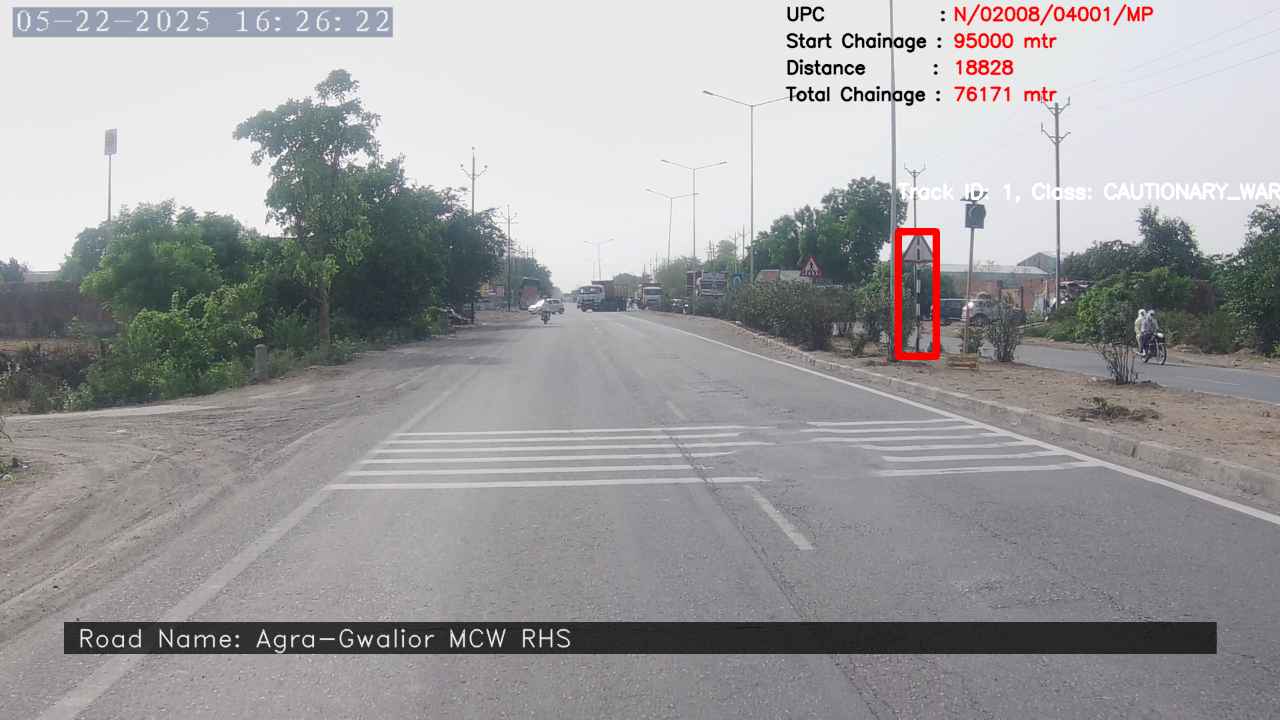 05-22-2025 16:26:22
UPC : N/02008/04001/MP
Start Chainage : 95000 mtr
Distance : 18828
Total Chainage : 76171 mtr
Track ID: 1, Class: CAUTIONARY_WAR
Road Name: Agra-Gwalior MCW RHS